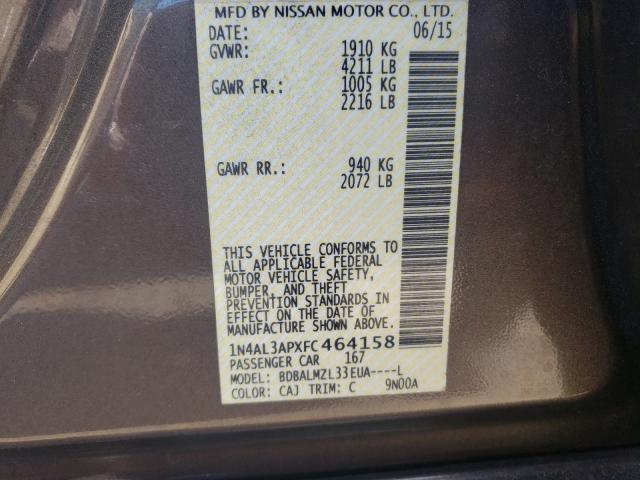 MFD BY NISSAN MOTOR CO., LTD.
DATE: 06/15
GVWR: 1910 KG
4211 LB
GAWR FR.: 1005 KG
2216 LB
GAWR RR.: 940 KG
2072 LB
THIS VEHICLE CONFORMS TO
ALL APPLICABLE FEDERAL
MOTOR VEHICLE SAFETY,
BUMPER, AND THEFT
PREVENTION STANDARDS IN
EFFECT ON THE DATE OF
MANUFACTURE SHOWN ABOVE.
1N4AL3APXFC464158
PASSENGER CAR 167
MODEL: BDBALMZL33EUA----L
COLOR: CAJ TRIM: C 9N00A